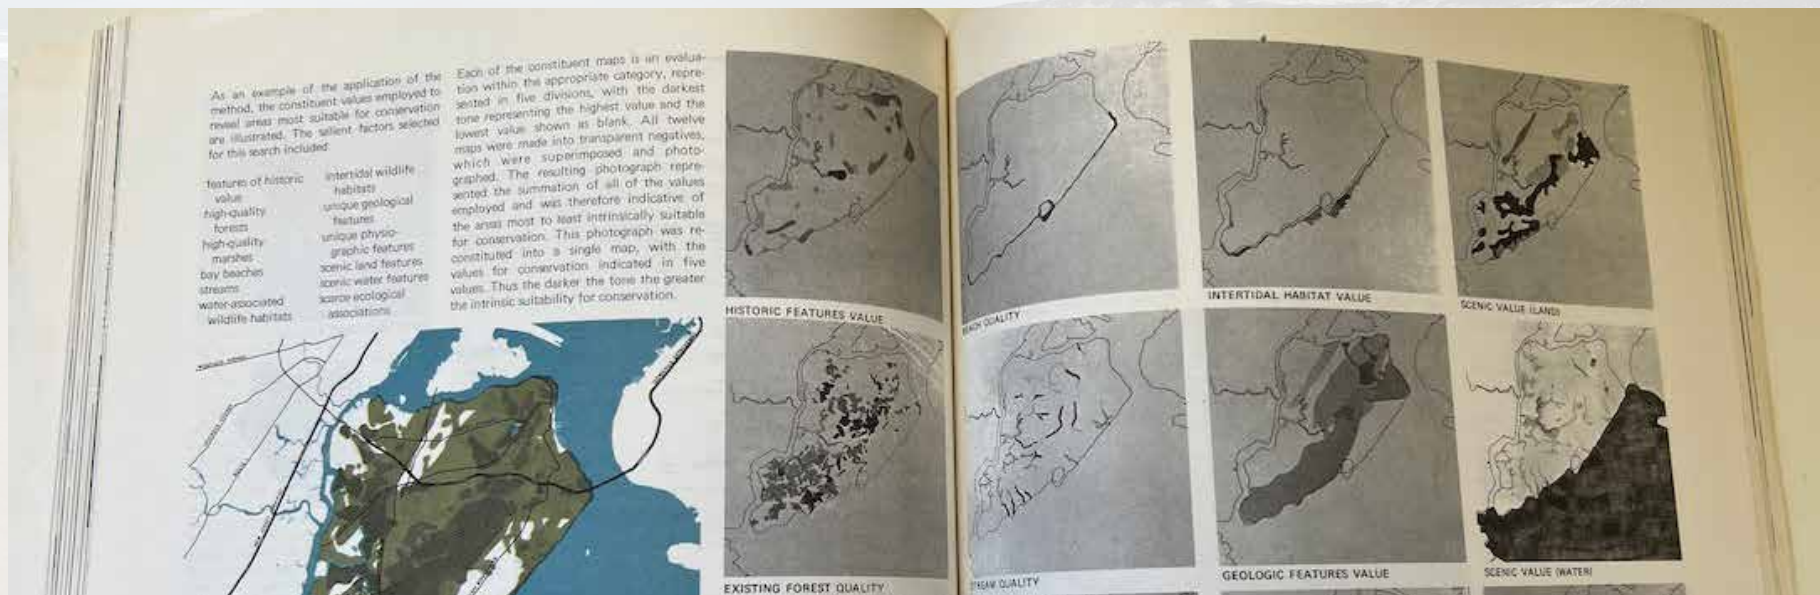 As an example of the application of the
method, the constituent values employed to
reveal areas most suitable for conservation
are illustrated. The salient factors selected
for this search included:
features of historic
value
high-quality
forests
high-quality
marshes
bay beaches
streams
water-associated
wildlife habitats
intertidal wildlife
habitats
unique geological
features
unique physio-
graphic features
scenic land features
scenic water features
scarce ecological
associations
Each of the constituent maps is an evalua-
tion within the appropriate category, repre-
sented in five divisions, with the darkest
tone representing the highest value and the
lowest value shown as blank. All twelve
maps were made into transparent negatives,
which were superimposed and photo-
graphed. The resulting photograph repre-
sented the summation of all of the values
employed and was therefore indicative of
the areas most to least intrinsically suitable
for conservation. This photograph was re-
constituted into a single map, with the
values for conservation indicated in five
values. Thus the darker the tone the greater
the intrinsic suitability for conservation.
HISTORIC FEATURES VALUE
BEACH QUALITY
INTERTIDAL HABITAT VALUE
SCENIC VALUE (LAND)
EXISTING FOREST QUALITY
STREAM QUALITY
GEOLOGIC FEATURES VALUE
SCENIC VALUE (WATER)